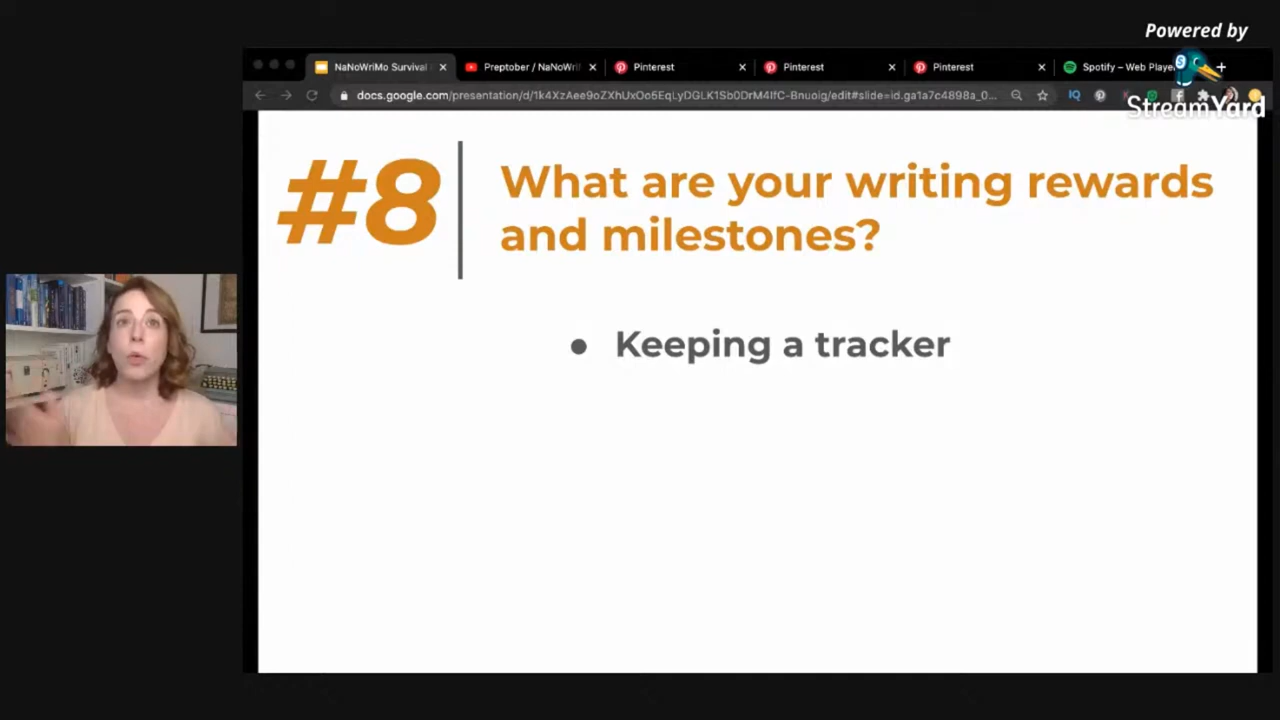 Powered by
StreamYard
NaNoWriMo Survival
Preptober / NaNoWri
Pinterest
Pinterest
Pinterest
Spotify – Web Player
#8
What are your writing rewards
and milestones?
● Keeping a tracker